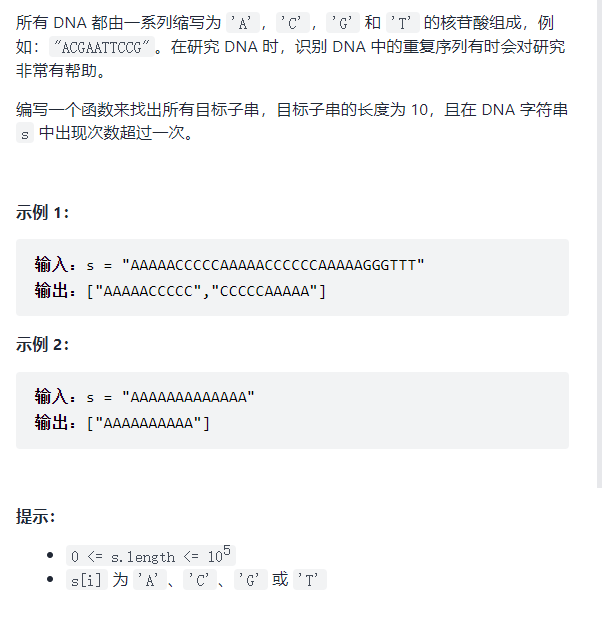 所有 DNA 都由一系列缩写为 'A'，'C'，'G' 和 'T' 的核苷酸组成，例
如："ACGAATTCCG"。在研究 DNA 时，识别 DNA 中的重复序列有时会对研究
非常有帮助。
编写一个函数来找出所有目标子串，目标子串的长度为 10，且在 DNA 字符串
s 中出现次数超过一次。
示例 1：
输入：s = "AAAAACCCCCAAAAACCCCCCAAAAAGGGTTT"
输出：["AAAAACCCCC","CCCCCAAAAA"]
示例 2：
输入：s = "AAAAAAAAAAAAA"
输出：["AAAAAAAAAA"]
提示：
• 0 <= s.length <= 10⁵
• s[i] 为 'A'、'C'、'G' 或 'T'